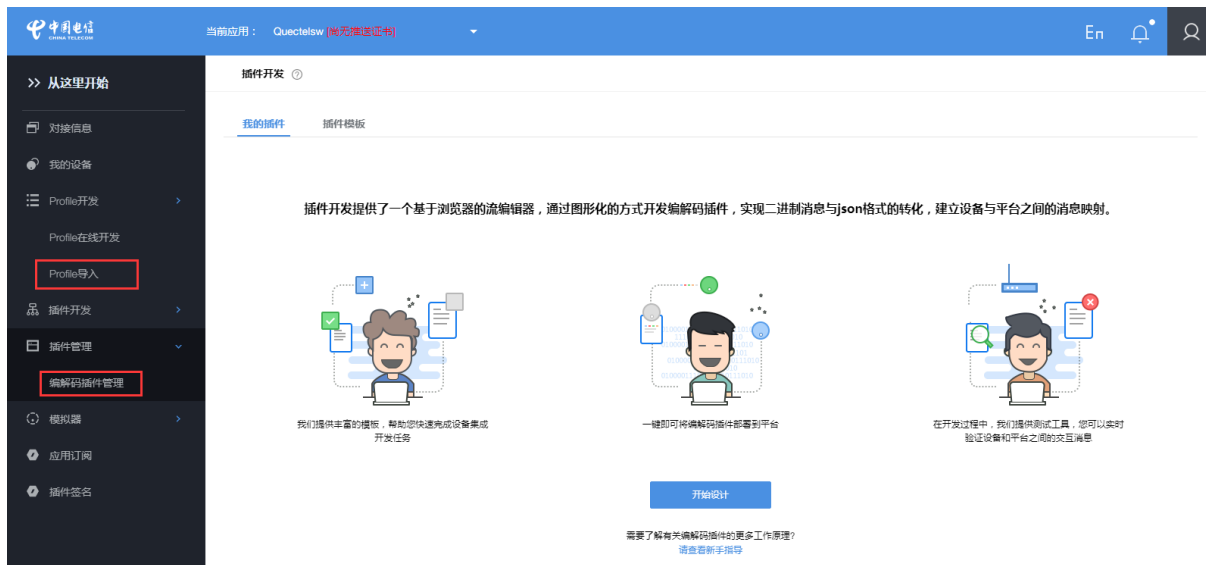 中国电信
CHINA TELECOM
当前应用： Quectelsw [尚无推送证书]
En
>> 从这里开始
对接信息
我的设备
Profile开发
Profile在线开发
Profile导入
插件开发
插件管理
编解码插件管理
模拟器
应用订阅
插件签名
插件开发 ?
我的插件 插件模板
插件开发提供了一个基于浏览器的流编辑器，通过图形化的方式开发编解码插件，实现二进制消息与json格式的转化，建立设备与平台之间的消息映射。
我们提供丰富的模板，帮助您快速完成设备集成
开发任务
一键即可将编解码插件部署到平台
在开发过程中，我们提供测试工具，您可以实时
验证设备和平台之间的交互消息
开始设计
需要了解有关编解码插件的更多工作原理?
请查看新手指导